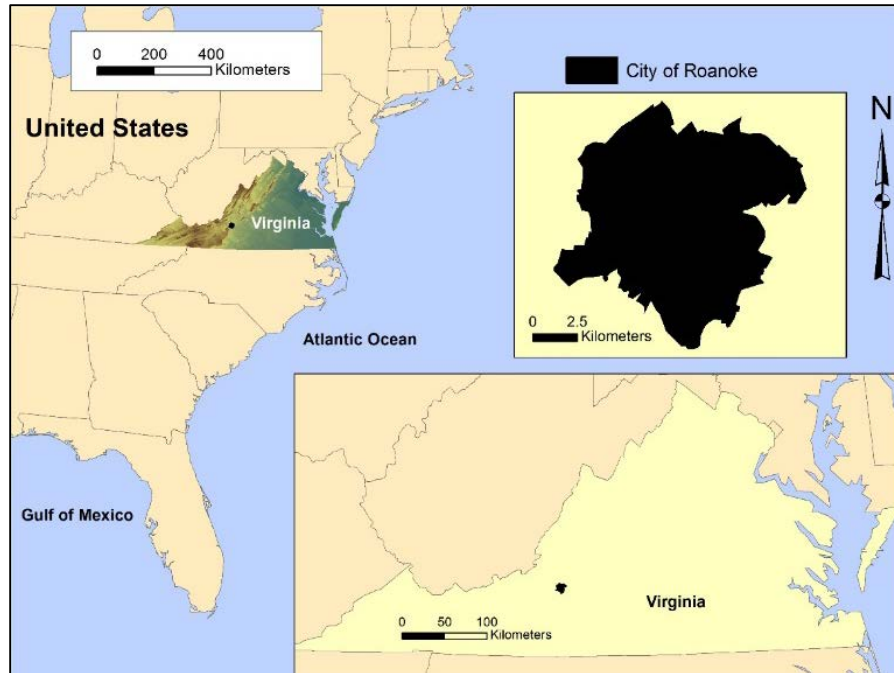 0 200 400
Kilometers
City of Roanoke
United States
N
Virginia
0 2.5
Kilometers
Atlantic Ocean
Gulf of Mexico
Virginia
0 50 100
Kilometers